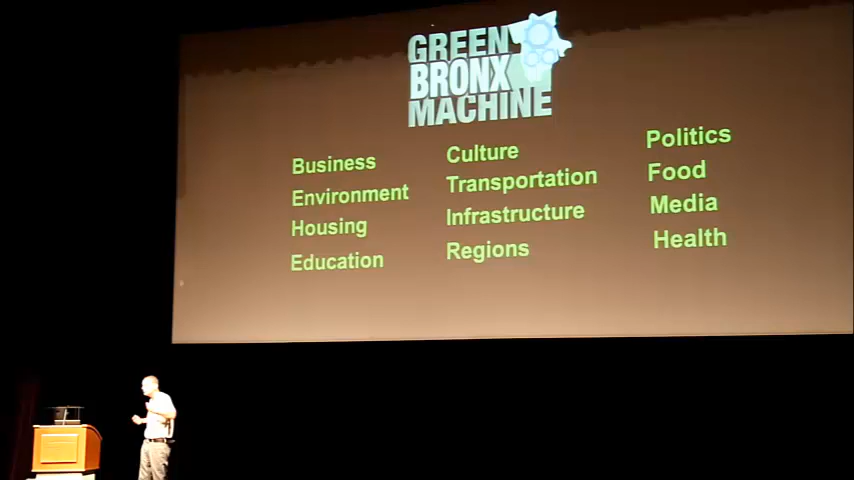 GREEN
BRONX
MACHINE
Business
Environment
Housing
Education
Culture
Transportation
Infrastructure
Regions
Politics
Food
Media
Health